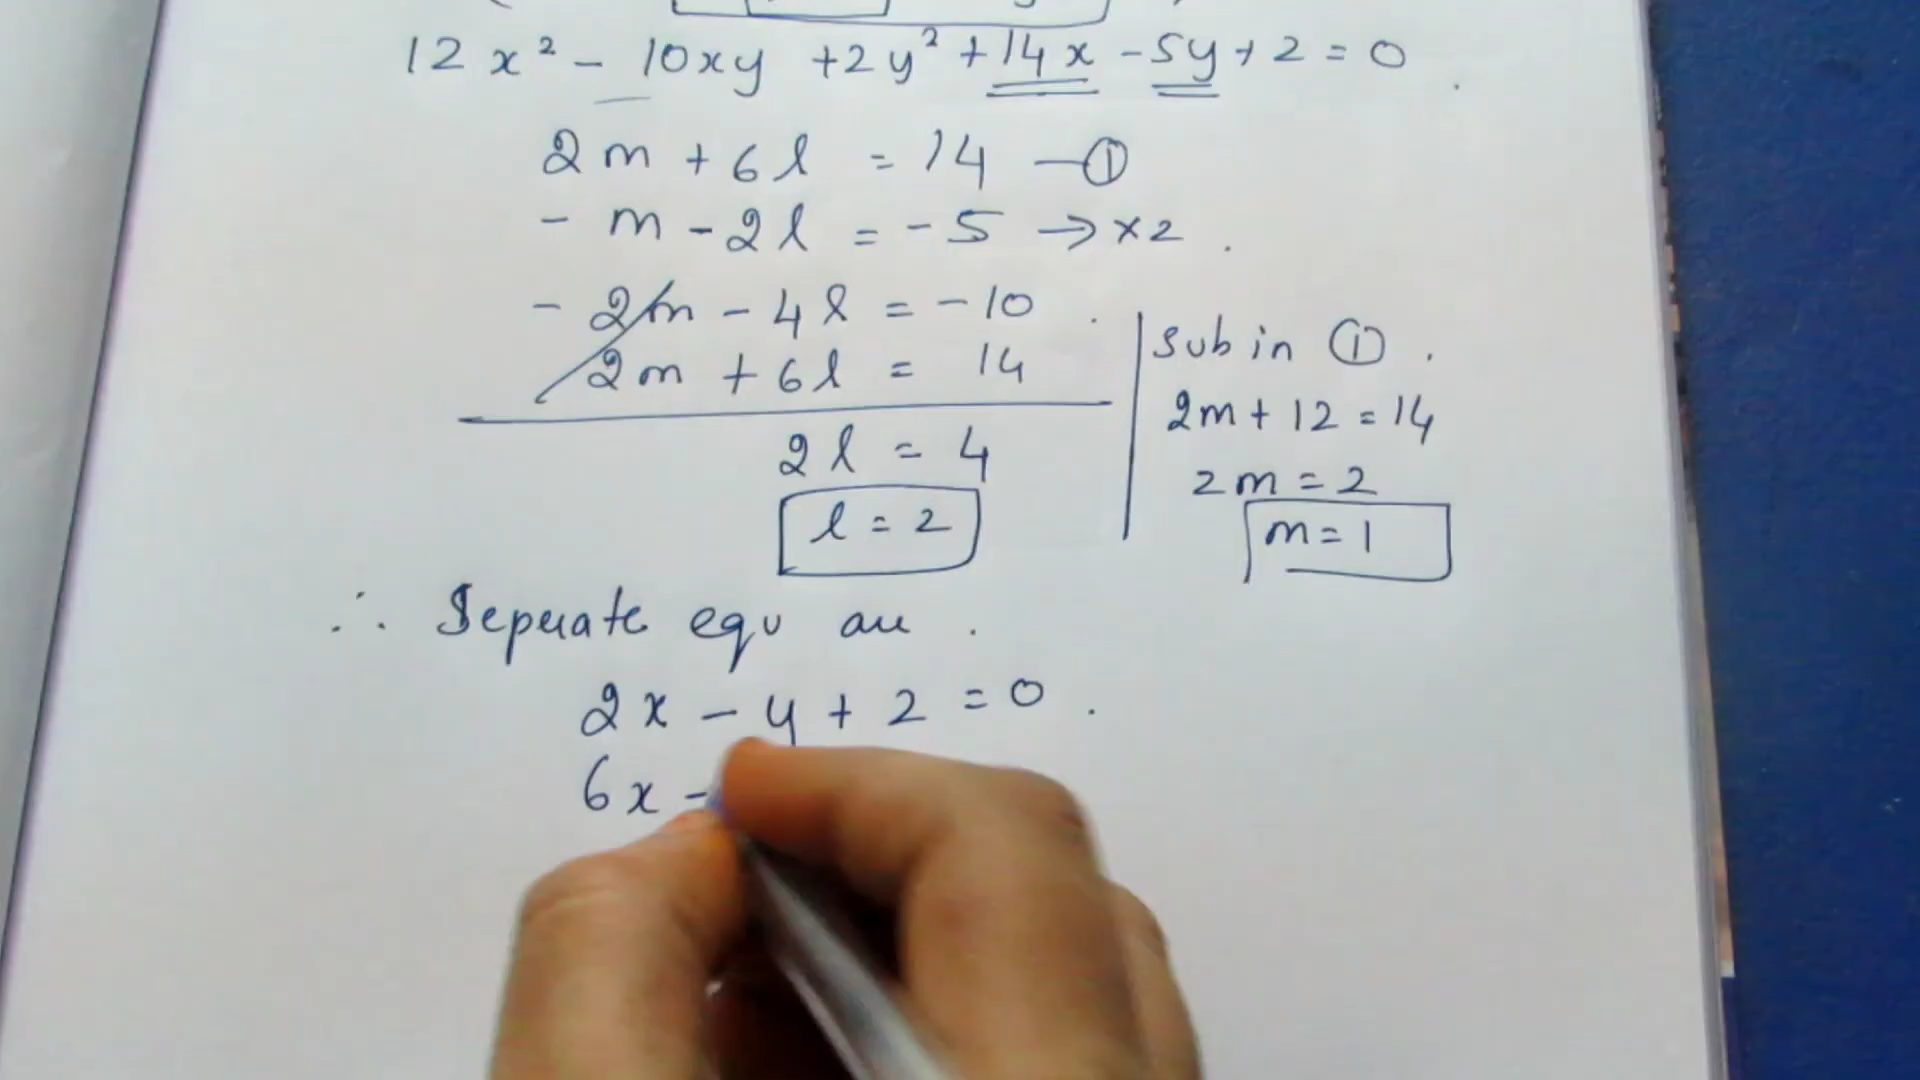 12x² - 10xy + 2y² + 14x - 5y + 2 = 0
2m + 6l = 14 — ①
- m - 2l = -5 → ×2
- 2m - 4l = -10
2m + 6l = 14
2l = 4
l = 2
Sub in ①.
2m + 12 = 14
2m = 2
m = 1
∴ Seperate equ are
2x - y + 2 = 0
6x -